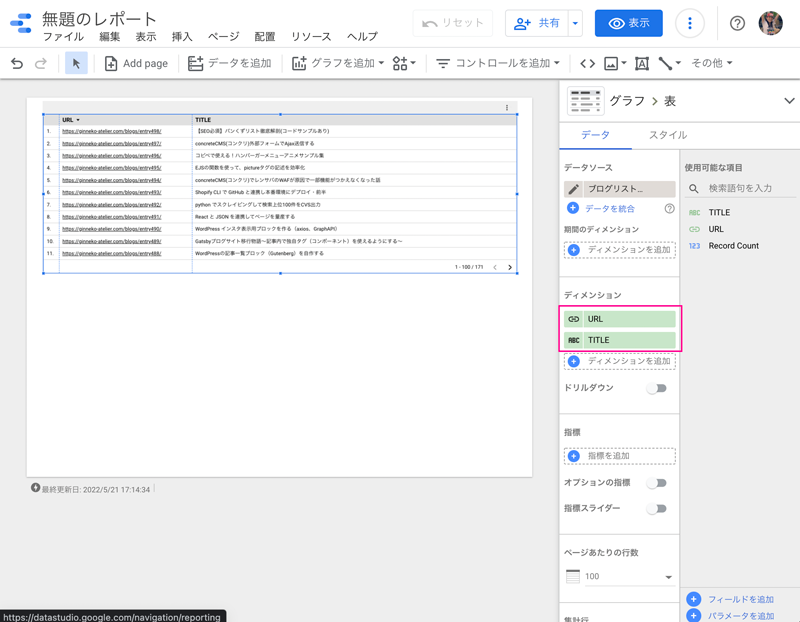 無題のレポート
ファイル 編集 表示 挿入 ページ 配置 リソース ヘルプ
リセット
共有
表示
Add page
データを追加
グラフを追加
コントロールを追加
その他
グラフ > 表
データ
スタイル
URL TITLE
1. https://ginneko-atelier.com/blogs/entry498/ 【SEO必須】パンくずリスト徹底解剖(コードサンプルあり)
2. https://ginneko-atelier.com/blogs/entry497/ concreteCMS(コンクリ)外部フォームでAjax送信する
3. https://ginneko-atelier.com/blogs/entry496/ コピペで使える！ハンバーガーメニューアニメサンプル集
4. https://ginneko-atelier.com/blogs/entry495/ EJSの関数を使って、pictureタグの記述を効率化
5. https://ginneko-atelier.com/blogs/entry494/ concreteCMS(コンクリ)でレンサバのWAFが原因で一部機能がつかえなくなった話
6. https://ginneko-atelier.com/blogs/entry493/ Shopify CLI で GitHub と連携し本番環境にデプロイ・前半
7. https://ginneko-atelier.com/blogs/entry492/ python でスクレイピングして検索上位100件をCVS出力
8. https://ginneko-atelier.com/blogs/entry491/ React と JSON を連携してページを量産する
9. https://ginneko-atelier.com/blogs/entry490/ WordPress インスタ表示用ブロックを作る（axios、GraphAPI）
10. https://ginneko-atelier.com/blogs/entry489/ Gatsbyブログサイト移行物語～記事内で独自タグ（コンポーネント）を使えるようにする～
11. https://ginneko-atelier.com/blogs/entry488/ WordPressの記事一覧ブロック（Gutenberg）を自作する
1 - 100 / 171
最終更新日: 2022/5/21 17:14:34
データソース
ブログリスト...
データを統合
期間のディメンション
ディメンションを追加
ディメンション
URL
ABC TITLE
ディメンションを追加
ドリルダウン
指標
指標を追加
オプションの指標
指標スライダー
ページあたりの行数
100
集計行
使用可能な項目
検索語句を入力
ABC TITLE
URL
123 Record Count
フィールドを追加
パラメータを追加
https://datastudio.google.com/navigation/reporting